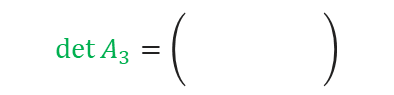 det A₃ = ( )